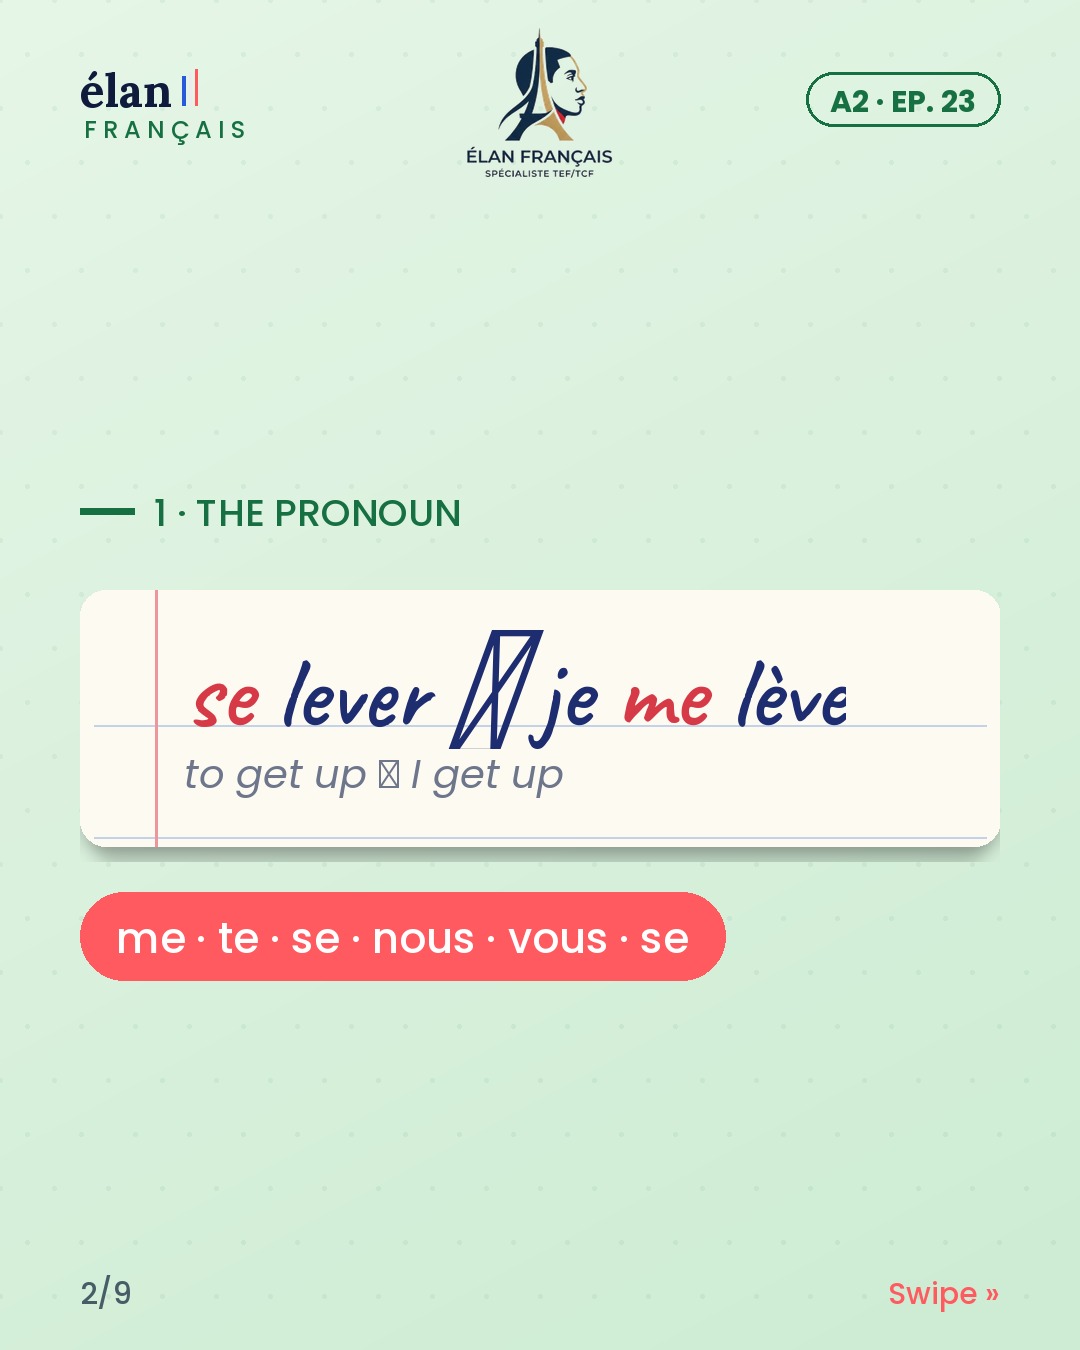 élan
FRANÇAIS
ÉLAN FRANÇAIS
SPÉCIALISTE TEF/TCF
A2 · EP. 23
1 · THE PRONOUN
se lever je me lève
to get up I get up
me · te · se · nous · vous · se
2/9
Swipe »